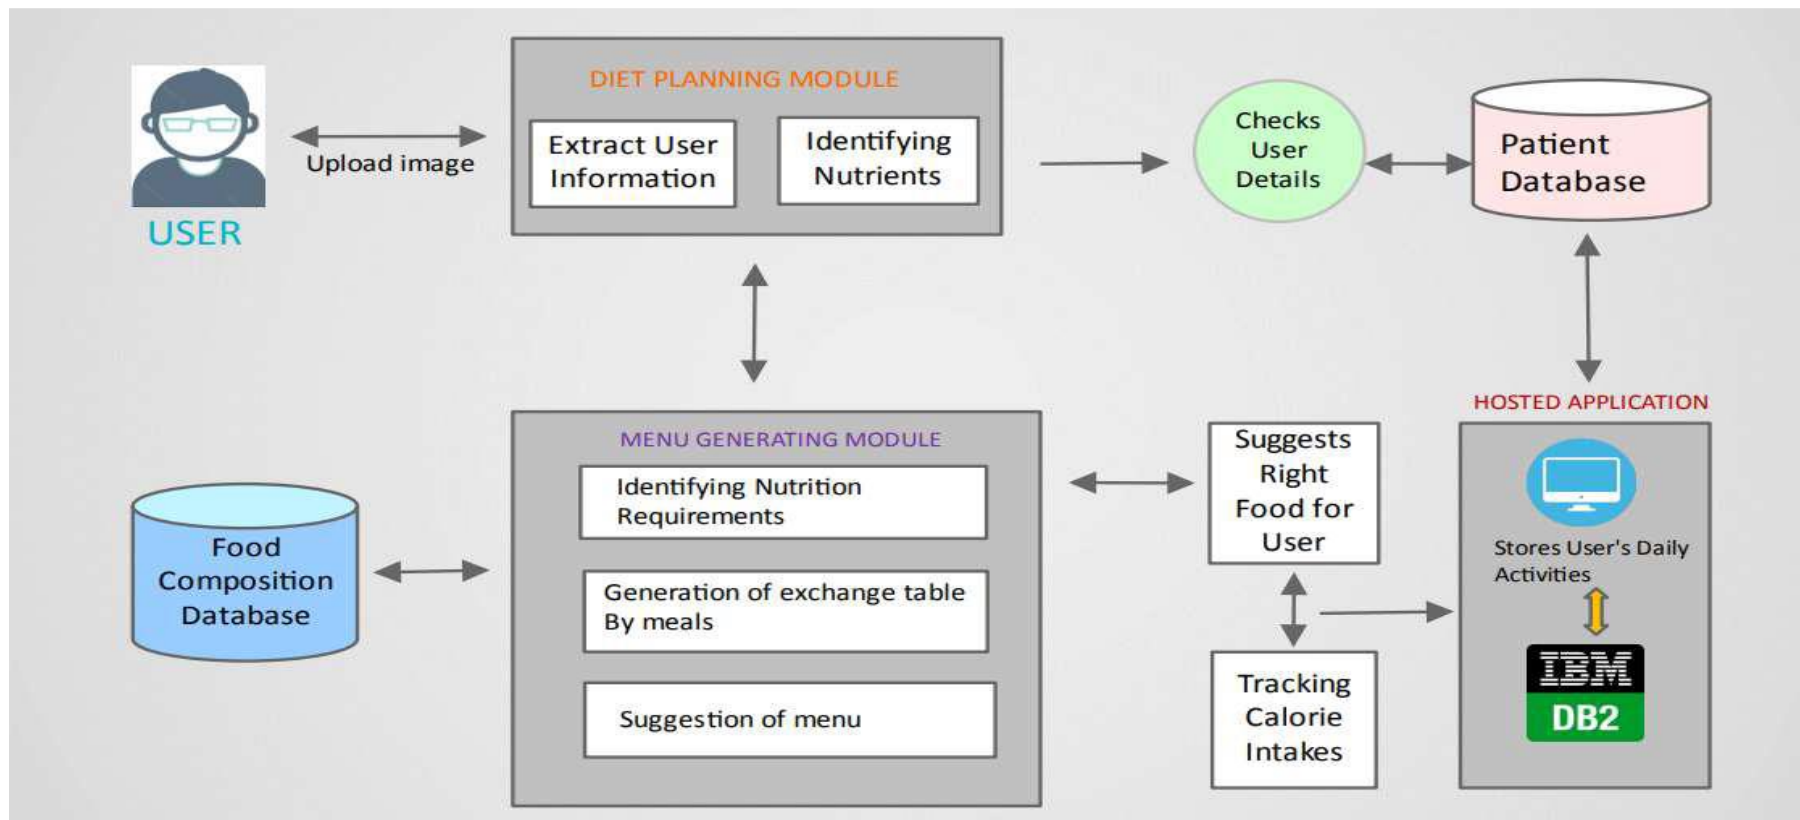 DIET PLANNING MODULE
Extract User
Information
Identifying
Nutrients
Upload image
USER
Checks
User
Details
Patient
Database
HOSTED APPLICATION
MENU GENERATING MODULE
Identifying Nutrition
Requirements
Generation of exchange table
By meals
Suggestion of menu
Food
Composition
Database
Suggests
Right
Food for
User
Tracking
Calorie
Intakes
Stores User's Daily
Activities
IBM
DB2